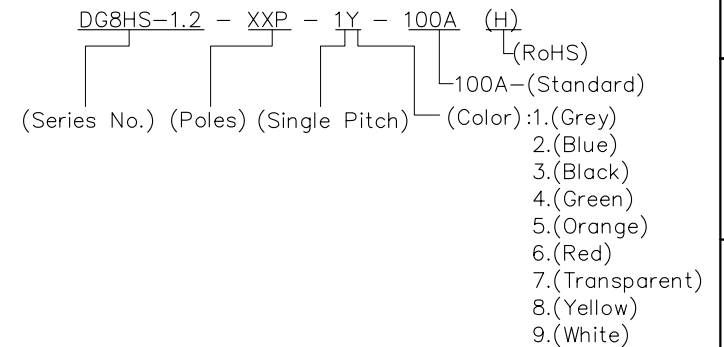 DG8HS-1.2 - XXP - 1Y - 100A (H)
(RoHS)
100A-(Standard)
(Series No.) (Poles) (Single Pitch) (Color):1.(Grey)
2.(Blue)
3.(Black)
4.(Green)
5.(Orange)
6.(Red)
7.(Transparent)
8.(Yellow)
9.(White)